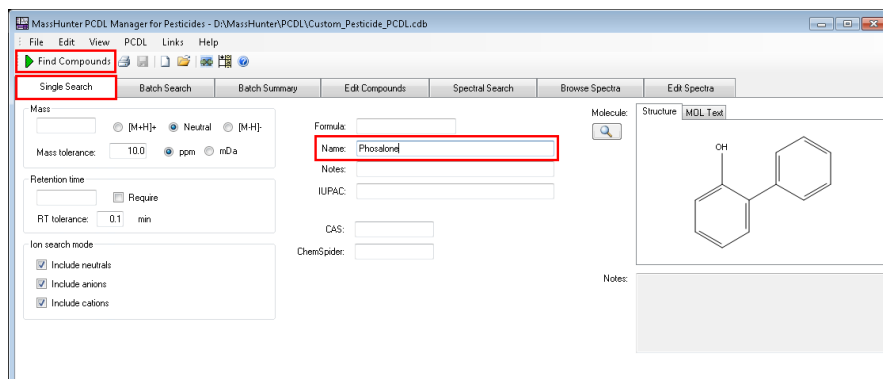 MassHunter PCDL Manager for Pesticides - D:\MassHunter\PCDL\Custom_Pesticide_PCDL.cdb
File Edit View PCDL Links Help
Find Compounds
Single Search Batch Search Batch Summary Edit Compounds Spectral Search Browse Spectra Edit Spectra
Mass
[M+H]+ Neutral [M-H]-
Mass tolerance: 10.0 ppm mDa
Retention time
Require
RT tolerance: 0.1 min
Ion search mode
Include neutrals
Include anions
Include cations
Formula:
Name: Phosalone
Notes:
IUPAC:
CAS:
ChemSpider:
Molecule:
Structure MOL Text
OH
Notes: